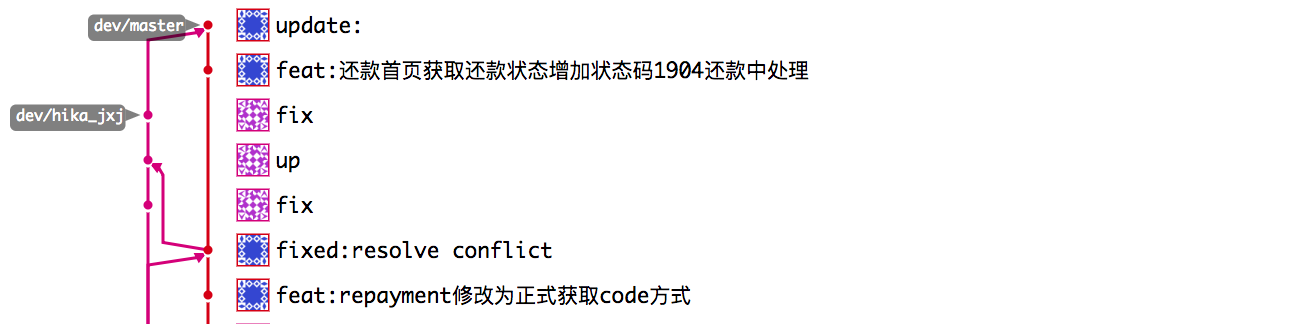 dev/master
update:
feat:还款首页获取还款状态增加状态码1904还款中处理
dev/hika_jxj
fix
up
fix
fixed:resolve conflict
feat:repayment修改为正式获取code方式